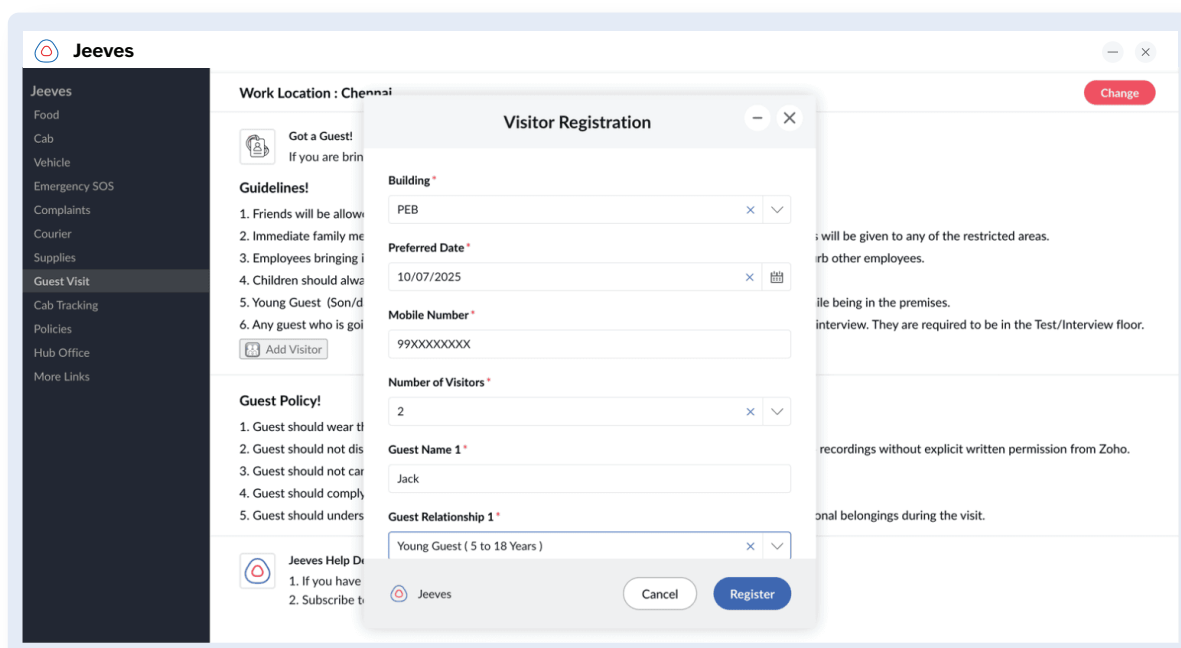 Jeeves
Jeeves
Food
Cab
Vehicle
Emergency SOS
Complaints
Courier
Supplies
Guest Visit
Cab Tracking
Policies
Hub Office
More Links
Work Location : Chennai
Change
Got a Guest!
If you are brin
Guidelines!
1. Friends will be allow
2. Immediate family me s will be given to any of the restricted areas.
3. Employees bringing rb other employees.
4. Children should alwa
5. Young Guest (Son/d ile being in the premises.
6. Any guest who is goi interview. They are required to be in the Test/Interview floor.
Add Visitor
Guest Policy!
1. Guest should wear t
2. Guest should not dis recordings without explicit written permission from Zoho.
3. Guest should not car
4. Guest should comply
5. Guest should unders onal belongings during the visit.
Jeeves Help De
1. If you have
2. Subscribe t
Visitor Registration
Building *
PEB
Preferred Date *
10/07/2025
Mobile Number *
99XXXXXXXX
Number of Visitors *
2
Guest Name 1 *
Jack
Guest Relationship 1 *
Young Guest ( 5 to 18 Years )
Jeeves
Cancel
Register